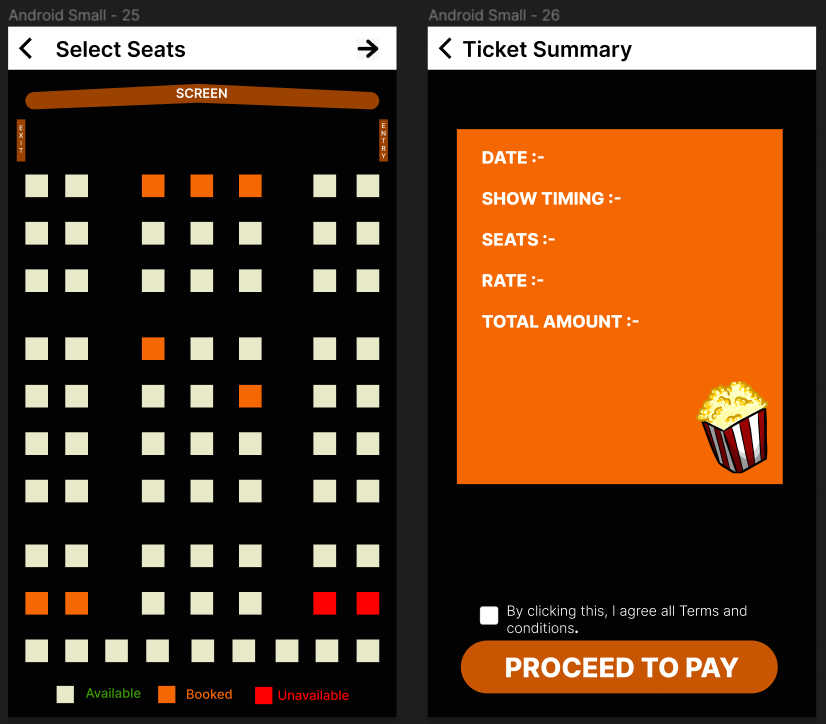 Android Small - 25
Select Seats
SCREEN
EXIT
ENTRY
Available
Booked
Unavailable
Android Small - 26
Ticket Summary
DATE :-
SHOW TIMING :-
SEATS :-
RATE :-
TOTAL AMOUNT :-
By clicking this, I agree all Terms and
conditions.
PROCEED TO PAY